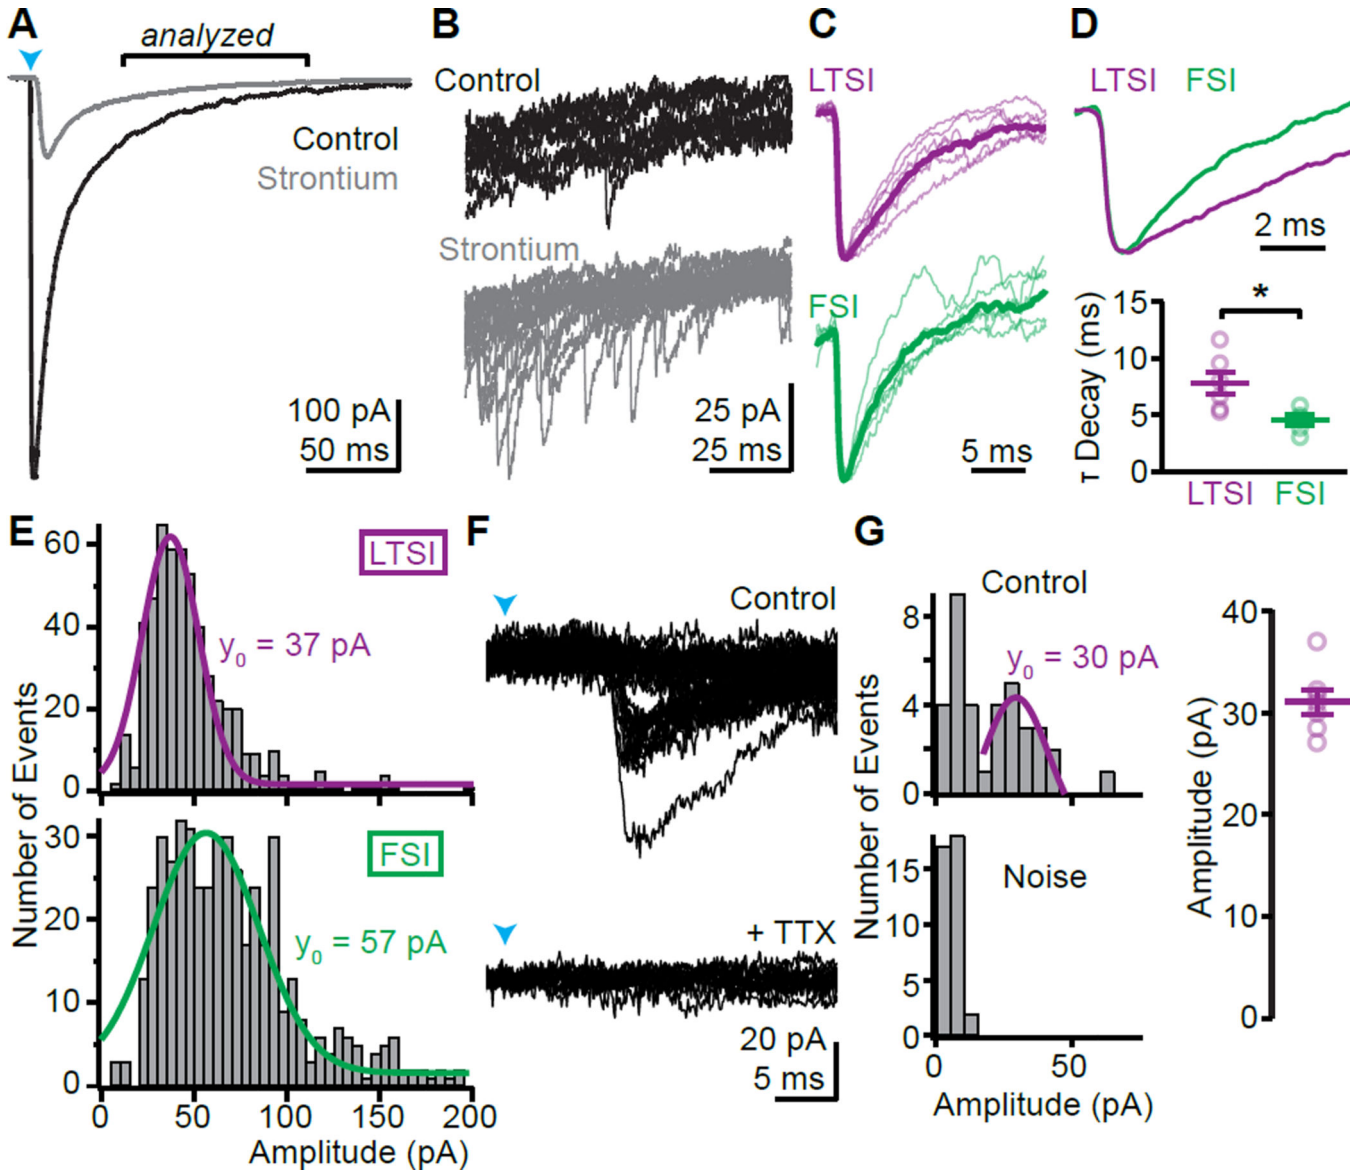 A
analyzed
Control
Strontium
100 pA
50 ms
B
Control
Strontium
25 pA
25 ms
C
LTSI
FSI
5 ms
D
LTSI FSI
2 ms
*
τ Decay (ms)
15
10
5
0
LTSI FSI
E
Number of Events
60
40
20
0
LTSI
y0 = 37 pA
30
20
10
0
FSI
y0 = 57 pA
0 50 100 150 200
Amplitude (pA)
F
Control
+ TTX
20 pA
5 ms
G
Number of Events
8
4
0
Control
y0 = 30 pA
15
10
5
0
Noise
0 50
Amplitude (pA)
Amplitude (pA)
40
30
20
10
0